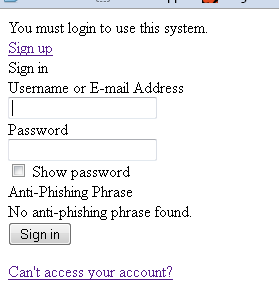 You must login to use this system.
Sign up
Sign in
Username or E-mail Address
Password
Show password
Anti-Phishing Phrase
No anti-phishing phrase found.
Sign in
Can't access your account?